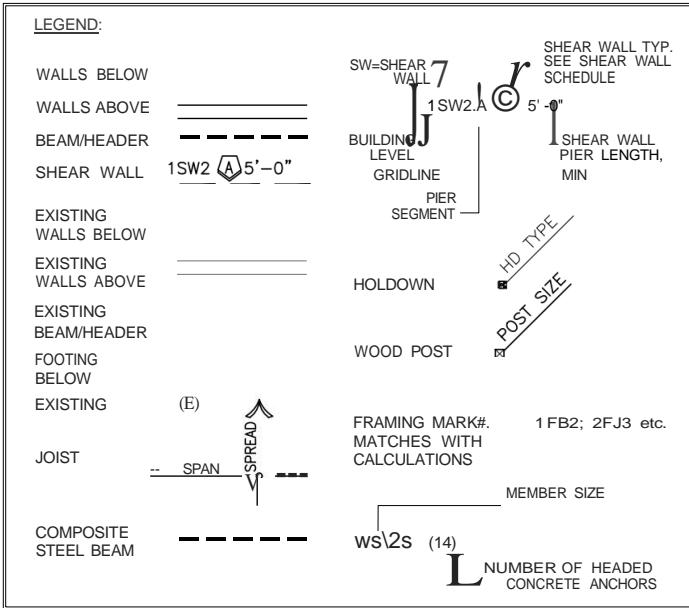 LEGEND:
WALLS BELOW
WALLS ABOVE
BEAM/HEADER
SHEAR WALL 1SW2 A 5'-0"
EXISTING
WALLS BELOW
EXISTING
WALLS ABOVE
EXISTING
BEAM/HEADER
FOOTING
BELOW
EXISTING (E)
JOIST
-- SPAN
SPREAD
COMPOSITE
STEEL BEAM
SW=SHEAR
WALL 7
SHEAR WALL TYP.
SEE SHEAR WALL
SCHEDULE
1SW2.A © 5' -0"
BUILDING
LEVEL
GRIDLINE
SHEAR WALL
PIER LENGTH,
MIN
PIER
SEGMENT
HOLDOWN
HD TYPE
WOOD POST
POST SIZE
FRAMING MARK#. 1FB2; 2FJ3 etc.
MATCHES WITH
CALCULATIONS
MEMBER SIZE
ws\2s (14)
L NUMBER OF HEADED
CONCRETE ANCHORS